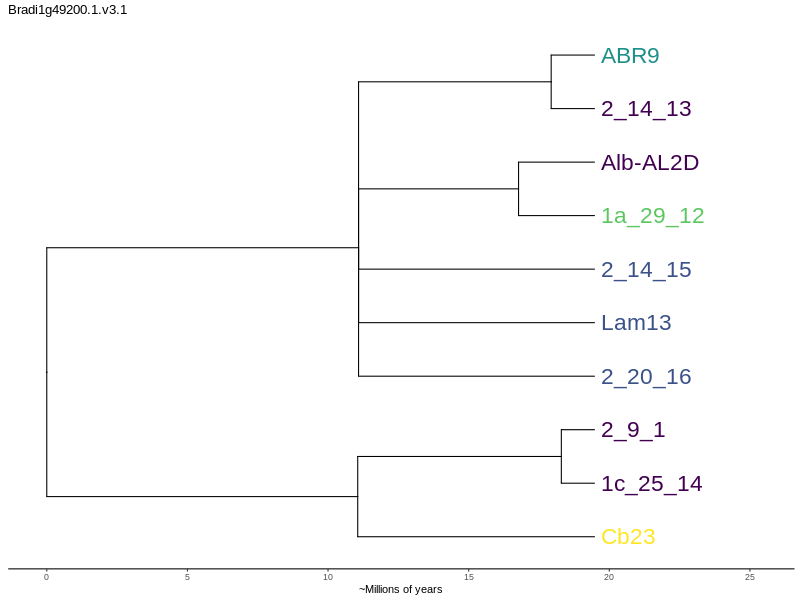 Bradi1g49200.1.v3.1
ABR9
2_14_13
Alb-AL2D
1a_29_12
2_14_15
Lam13
2_20_16
2_9_1
1c_25_14
Cb23
0 5 10 15 20 25
~Millions of years